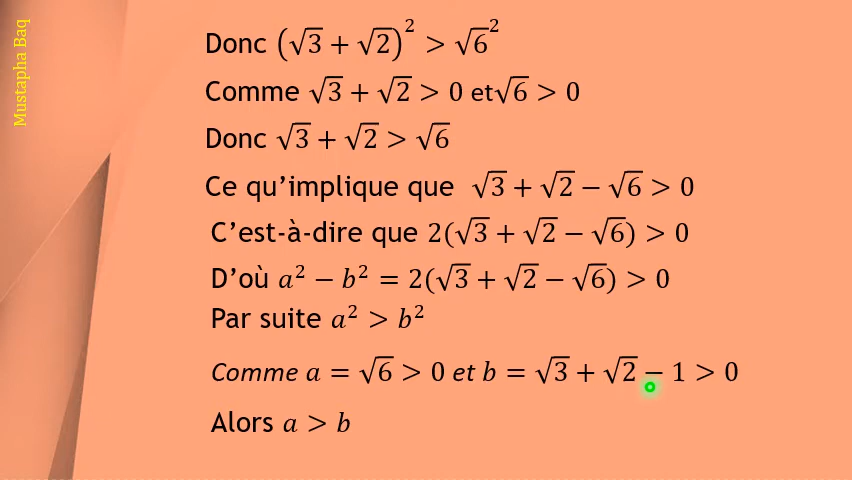 Mustapha Baq
Donc (√3 + √2)² > √6²
Comme √3 + √2 > 0 et√6 > 0
Donc √3 + √2 > √6
Ce qu’implique que √3 + √2 − √6 > 0
C’est-à-dire que 2(√3 + √2 − √6) > 0
D’où a² − b² = 2(√3 + √2 − √6) > 0
Par suite a² > b²
Comme a = √6 > 0 et b = √3 + √2 − 1 > 0
Alors a > b